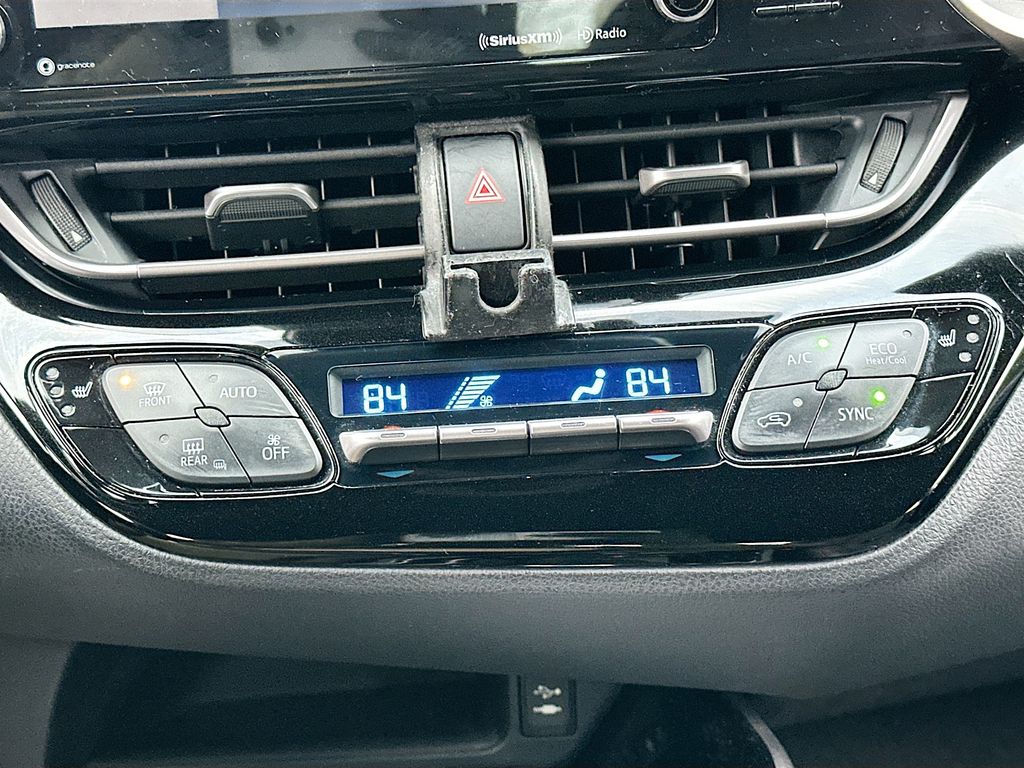 SiriusXM
HD Radio
gracenote
84
84
FRONT
AUTO
REAR
OFF
A/C
ECO
Heat/Cool
SYNC